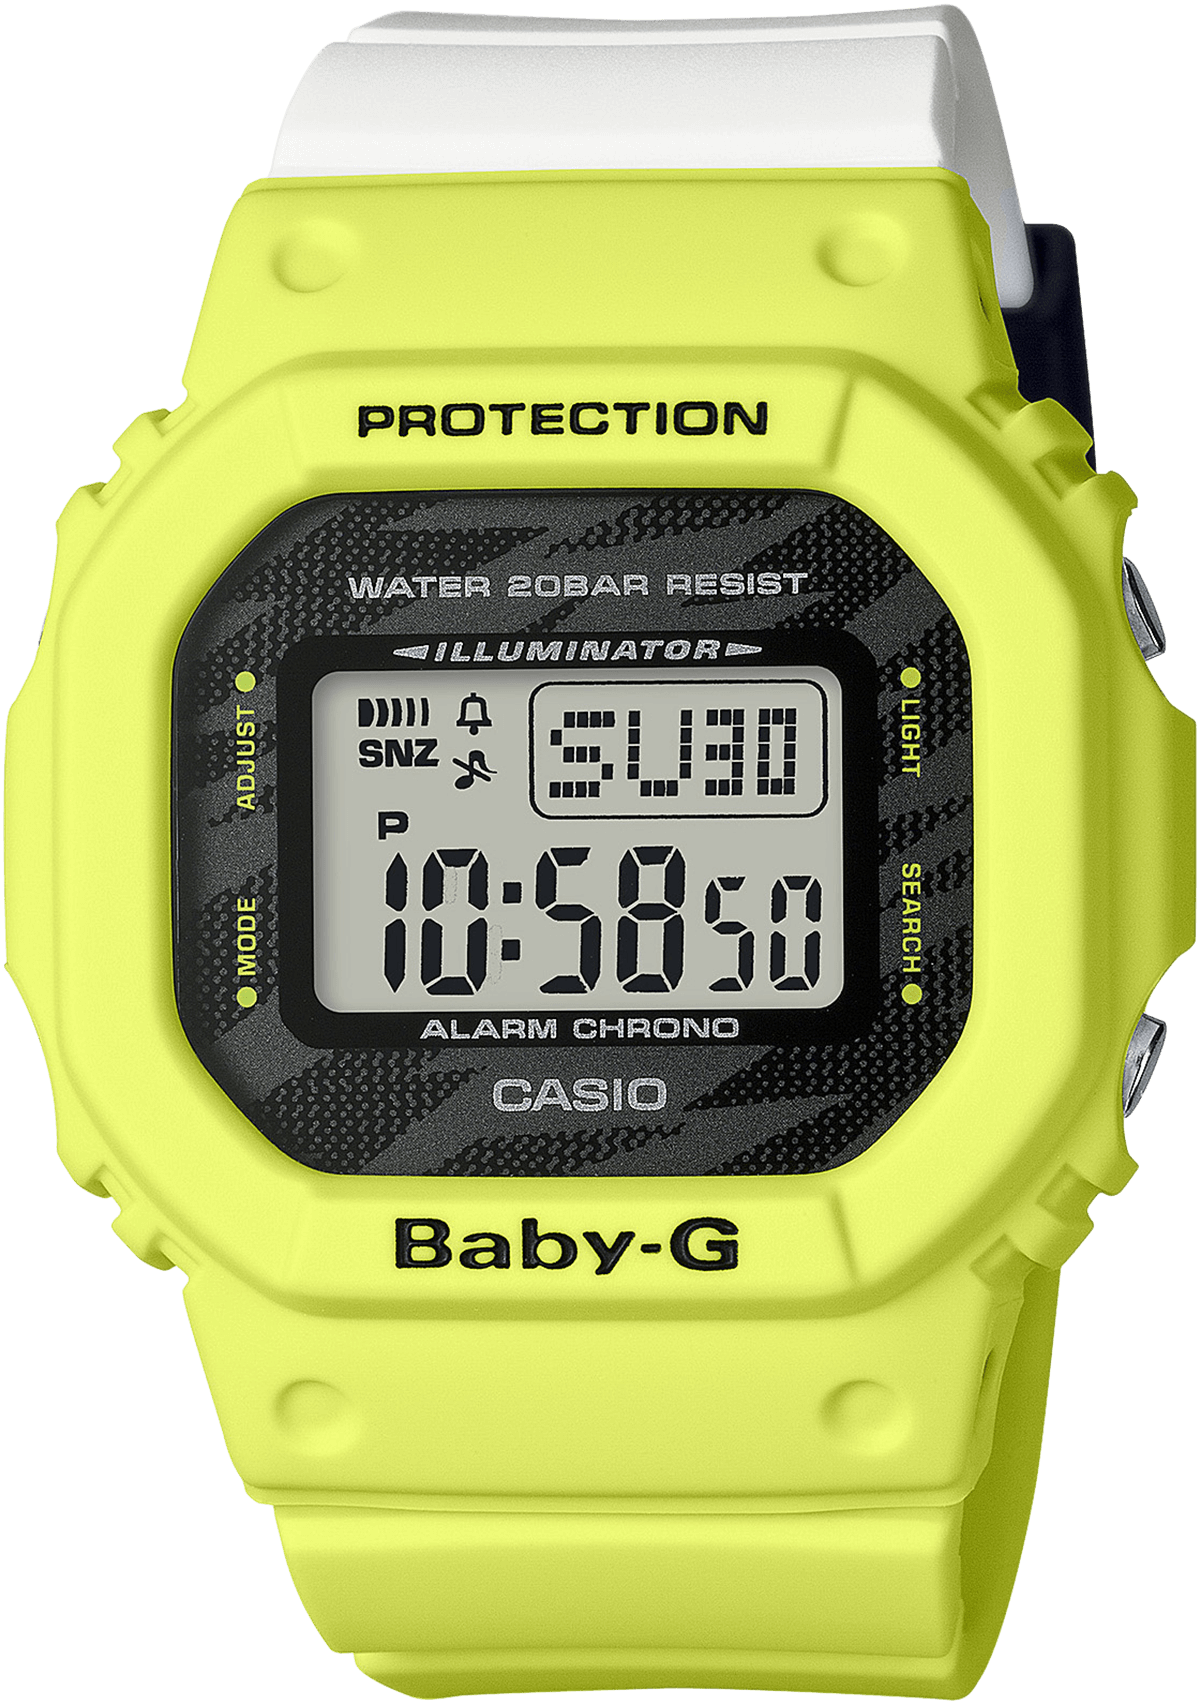 PROTECTION
WATER 20BAR RESIST
ILLUMINATOR
ADJUST
LIGHT
SNZ
SU30
P
10:58 50
MODE
SEARCH
ALARM CHRONO
CASIO
Baby-G